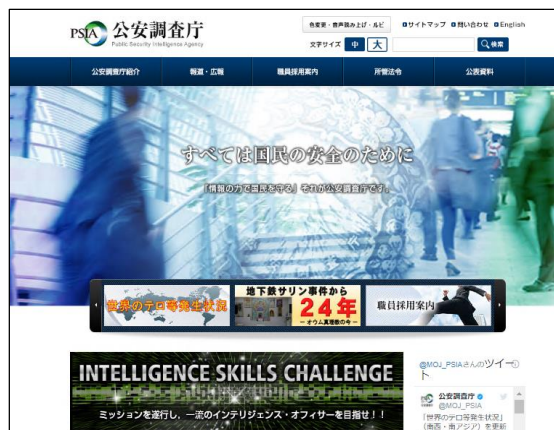 PSIA 公安調査庁
Public Security Intelligence Agency
色変更・音声読み上げ・ルビ
サイトマップ 問い合わせ English
文字サイズ 中 大 検索
公安調査庁紹介 報道・広報 職員採用案内 所管法令 公表資料
すべては国民の安全のために
「情報の力で国民を守る」それが公安調査庁です。
世界のテロ等発生状況
地下鉄サリン事件から
24年
－オウム真理教の今－
職員採用案内
INTELLIGENCE SKILLS CHALLENGE
ミッションを遂行し、一流のインテリジェンス・オフィサーを目指せ！！
@MOJ_PSIAさんのツイート
公安調査庁
@MOJ_PSIA
「世界のテロ等発生状況」
（南西・南アジア）を更新